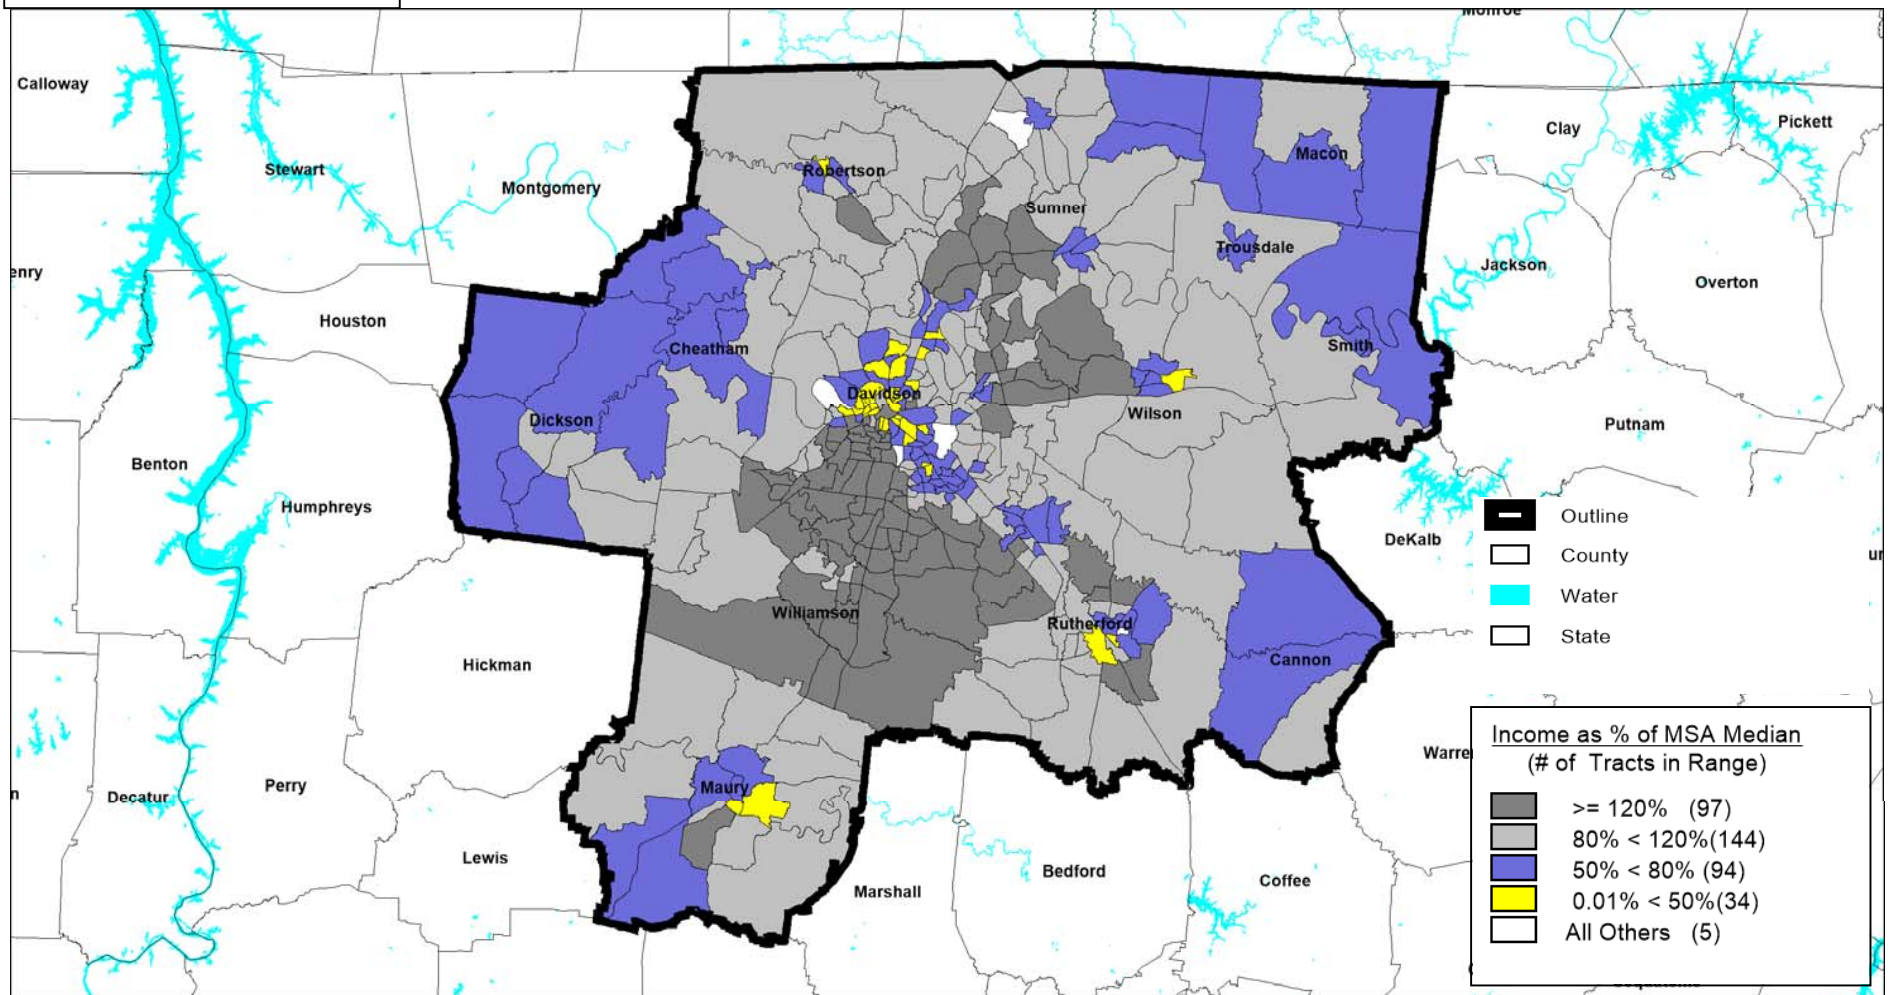 Calloway
Clay
Pickett
Macon
Stewart
Robertson
Montgomery
Sumner
Trousdale
Jackson
Overton
Houston
Smith
Cheatham
Davidson
Wilson
Dickson
Putnam
Benton
Humphreys
Outline
DeKalb
County
Water
Williamson
Rutherford
State
Hickman
Cannon
Income as % of MSA Median
(# of Tracts in Range)
Perry
Maury
Decatur
>= 120% (97)
80% < 120%(144)
Lewis
Bedford
50% < 80% (94)
Marshall
Coffee
0.01% < 50%(34)
All Others (5)